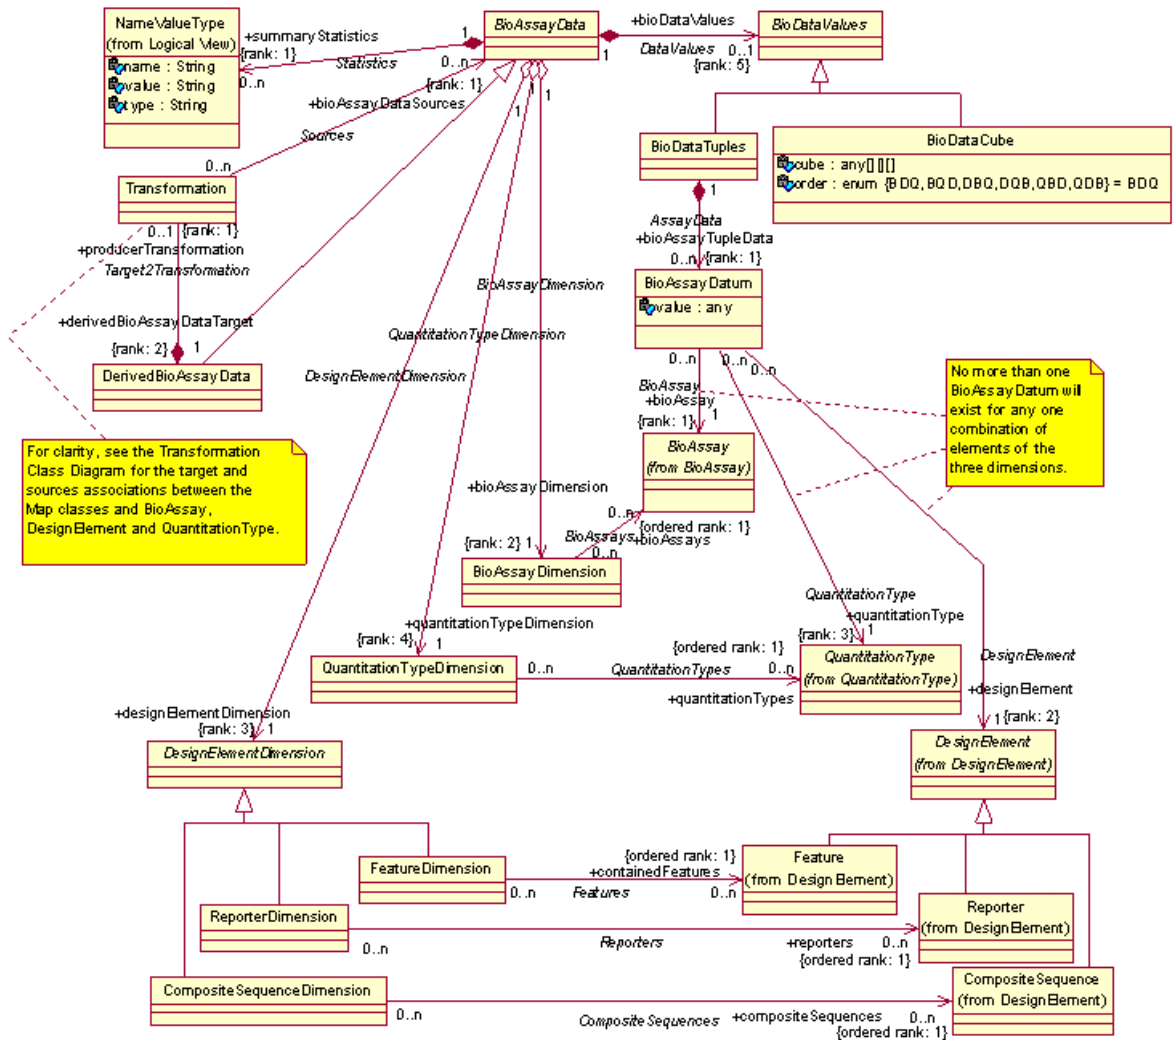 NameValueType
(from Logical View)
name : String
value : String
type : String
+summaryStatistics
1
{rank: 1}
Statistics
0..n
BioAssayData
+bioDataValues
1
DataValues
0..1
{rank: 5}
BioDataValues
0..n
{rank: 1}
+bioAssayDataSources
Sources
0..n
1
1
1
BioDataTuples
BioDataCube
cube : any[][][]
order : enum {BDQ,BQD,DBQ,DQB,QBD,QDB} = BDQ
Transformation
0..1
{rank: 1}
+producerTransformation
Target2Transformation
1
AssayData
+bioAssayTupleData
0..n
{rank: 1}
BioAssayDatum
value : any
BioAssayDimension
QuantitationTypeDimension
DesignElementDimension
+derivedBioAssayDataTarget
{rank: 2}
1
DerivedBioAssayData
0..n
0..n
0..n
BioAssay
+bioAssay
{rank: 1}
1
No more than one
BioAssayDatum will
exist for any one
combination of
elements of the
three dimensions.
For clarity, see the Transformation
Class Diagram for the target and
sources associations between the
Map classes and BioAssay,
DesignElement and QuantitationType.
BioAssay
(from BioAssay)
+bioAssayDimension
0..n
{ordered rank: 1}
{rank: 2}
1
BioAssays
+bioAssays
0..n
BioAssayDimension
+quantitationTypeDimension
{rank: 4}
1
QuantitationTypeDimension
0..n
QuantitationTypes
{ordered rank: 1}
0..n
+quantitationTypes
QuantitationType
+quantitationType
{rank: 3}
1
QuantitationType
(from QuantitationType)
DesignElement
+designElement
1
{rank: 2}
DesignElement
(from DesignElement)
+designElementDimension
{rank: 3}
1
DesignElementDimension
FeatureDimension
0..n
Features
{ordered rank: 1}
+containedFeatures
0..n
Feature
(from DesignElement)
ReporterDimension
0..n
Reporters
+reporters
0..n
{ordered rank: 1}
Reporter
(from DesignElement)
CompositeSequenceDimension
0..n
CompositeSequences
+compositeSequences
0..n
{ordered rank: 1}
CompositeSequence
(from DesignElement)